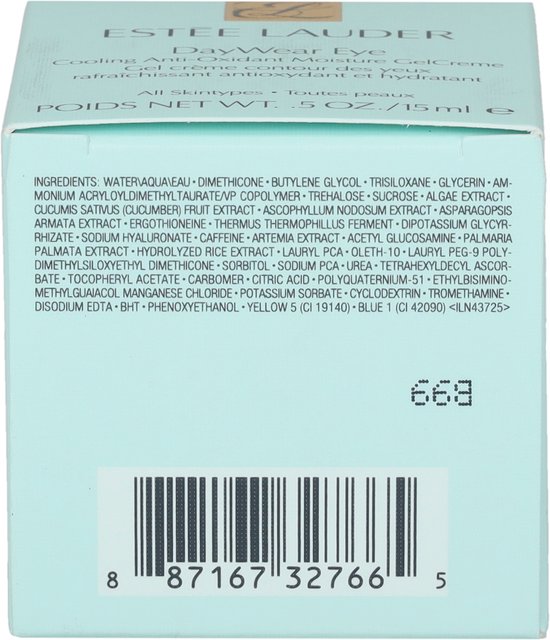 ESTĒE LAUDER
DayWear Eye
Cooling Anti-Oxidant Moisture GelCreme
Gel crème contour des yeux
rafraîchissant antioxydant et hydratant
All Skintypes • Toutes peaux
POIDS NET WT. .5 OZ./15 ml ℮
INGREDIENTS: WATER\AQUA\EAU • DIMETHICONE • BUTYLENE GLYCOL • TRISILOXANE • GLYCERIN • AM-
MONIUM ACRYLOYLDIMETHYLTAURATE/VP COPOLYMER • TREHALOSE • SUCROSE • ALGAE EXTRACT •
CUCUMIS SATIVUS (CUCUMBER) FRUIT EXTRACT • ASCOPHYLLUM NODOSUM EXTRACT • ASPARAGOPSIS
ARMATA EXTRACT • ERGOTHIONEINE • THERMUS THERMOPHILLUS FERMENT • DIPOTASSIUM GLYCYR-
RHIZATE • SODIUM HYALURONATE • CAFFEINE • ARTEMIA EXTRACT • ACETYL GLUCOSAMINE • PALMARIA
PALMATA EXTRACT • HYDROLYZED RICE EXTRACT • LAURYL PCA • OLETH-10 • LAURYL PEG-9 POLY-
DIMETHYLSILOXYETHYL DIMETHICONE • SORBITOL • SODIUM PCA • UREA • TETRAHEXYLDECYL ASCOR-
BATE • TOCOPHERYL ACETATE • CARBOMER • CITRIC ACID • POLYQUATERNIUM-51 • ETHYLBISIMINO-
METHYLGUAIACOL MANGANESE CHLORIDE • POTASSIUM SORBATE • CYCLODEXTRIN • TROMETHAMINE •
DISODIUM EDTA • BHT • PHENOXYETHANOL • YELLOW 5 (CI 19140) • BLUE 1 (CI 42090) <ILN43725>
B99
8 87167 32766 5